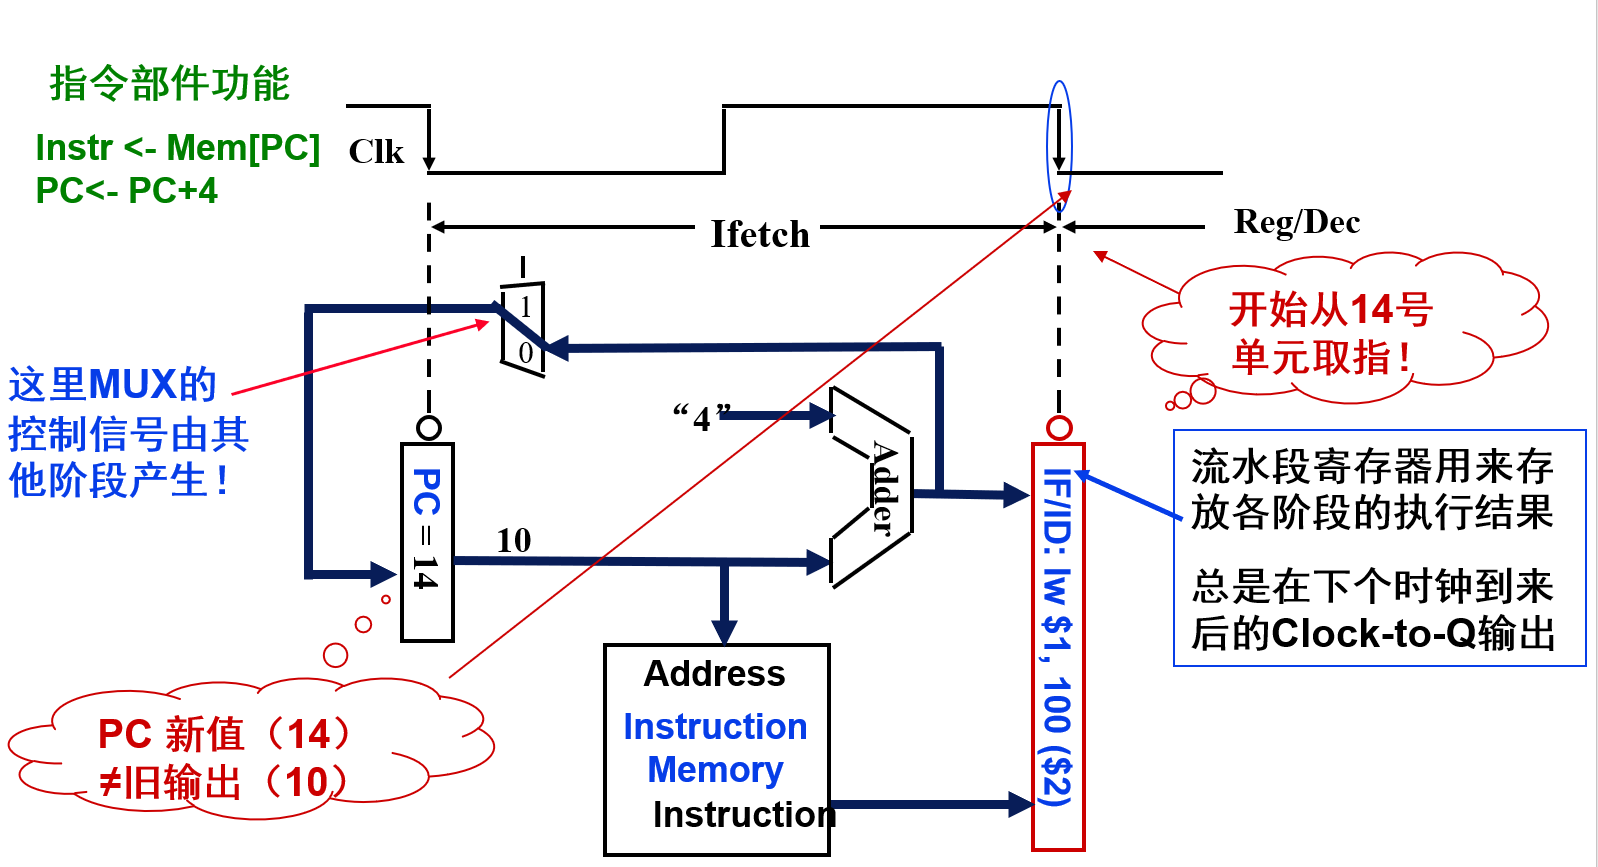 指令部件功能
Instr <- Mem[PC]
PC<- PC+4
Clk
Ifetch
Reg/Dec
1
0
这里MUX的
控制信号由其
他阶段产生！
“4”
Adder
PC = 14
10
开始从14号
单元取指！
IF/ID: lw $1, 100 ($2)
流水段寄存器用来存
放各阶段的执行结果
总是在下个时钟到来
后的Clock-to-Q输出
Address
Instruction
Memory
Instruction
PC 新值（14）
≠旧输出（10）